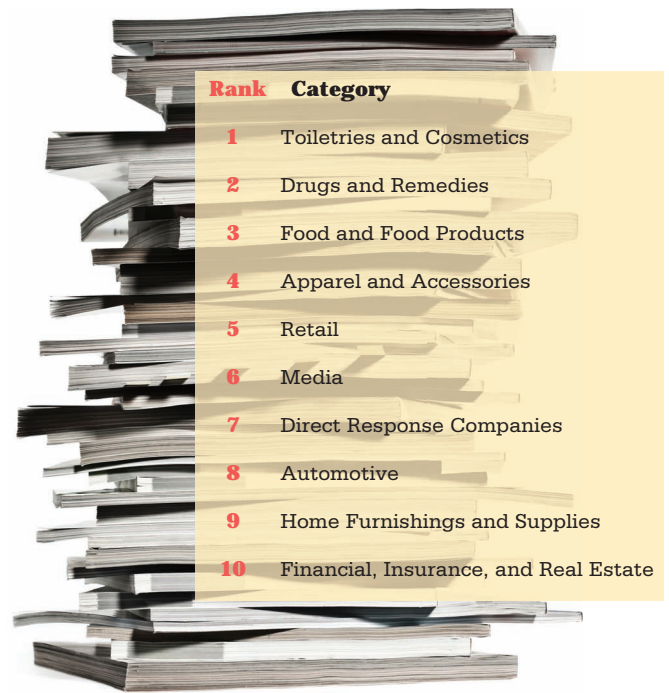 Rank Category
1 Toiletries and Cosmetics
2 Drugs and Remedies
3 Food and Food Products
4 Apparel and Accessories
5 Retail
6 Media
7 Direct Response Companies
8 Automotive
9 Home Furnishings and Supplies
10 Financial, Insurance, and Real Estate